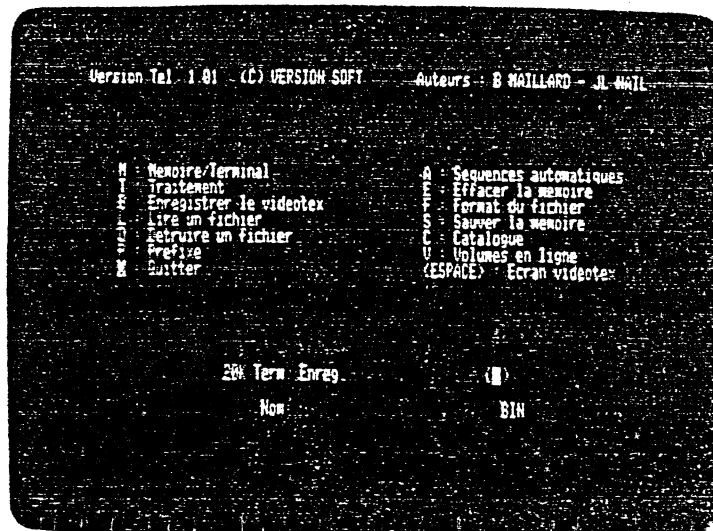 Version Tel 1.01 (C) VERSION SOFT Auteurs : B MAILLARD - JL NAIL
M : Memoire/Terminal
T : Traitement
E : Enregistrer le videotex
L : Lire un fichier
D : Detruire un fichier
P : Prefixe
Q : Quitter
A : Sequences automatiques
E : Effacer la memoire
F : Format du fichier
S : Sauver la memoire
C : Catalogue
V : Volumes en ligne
(ESPACE) : Ecran videotex
20K Term Enreg ( )
Nom BIN